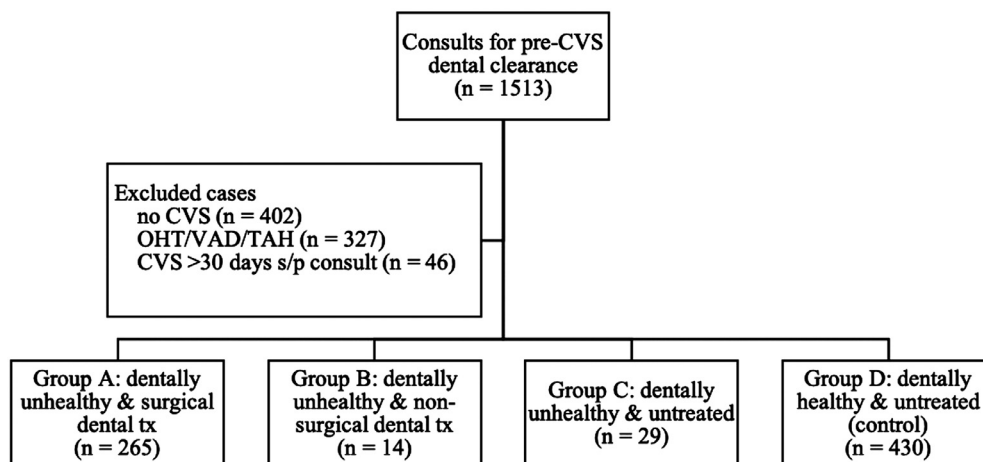 Consults for pre-CVS
dental clearance
(n = 1513)
Excluded cases
no CVS (n = 402)
OHT/VAD/TAH (n = 327)
CVS >30 days s/p consult (n = 46)
Group A: dentally
unhealthy & surgical
dental tx
(n = 265)
Group B: dentally
unhealthy & non-
surgical dental tx
(n = 14)
Group C: dentally
unhealthy & untreated
(n = 29)
Group D: dentally
healthy & untreated
(control)
(n = 430)